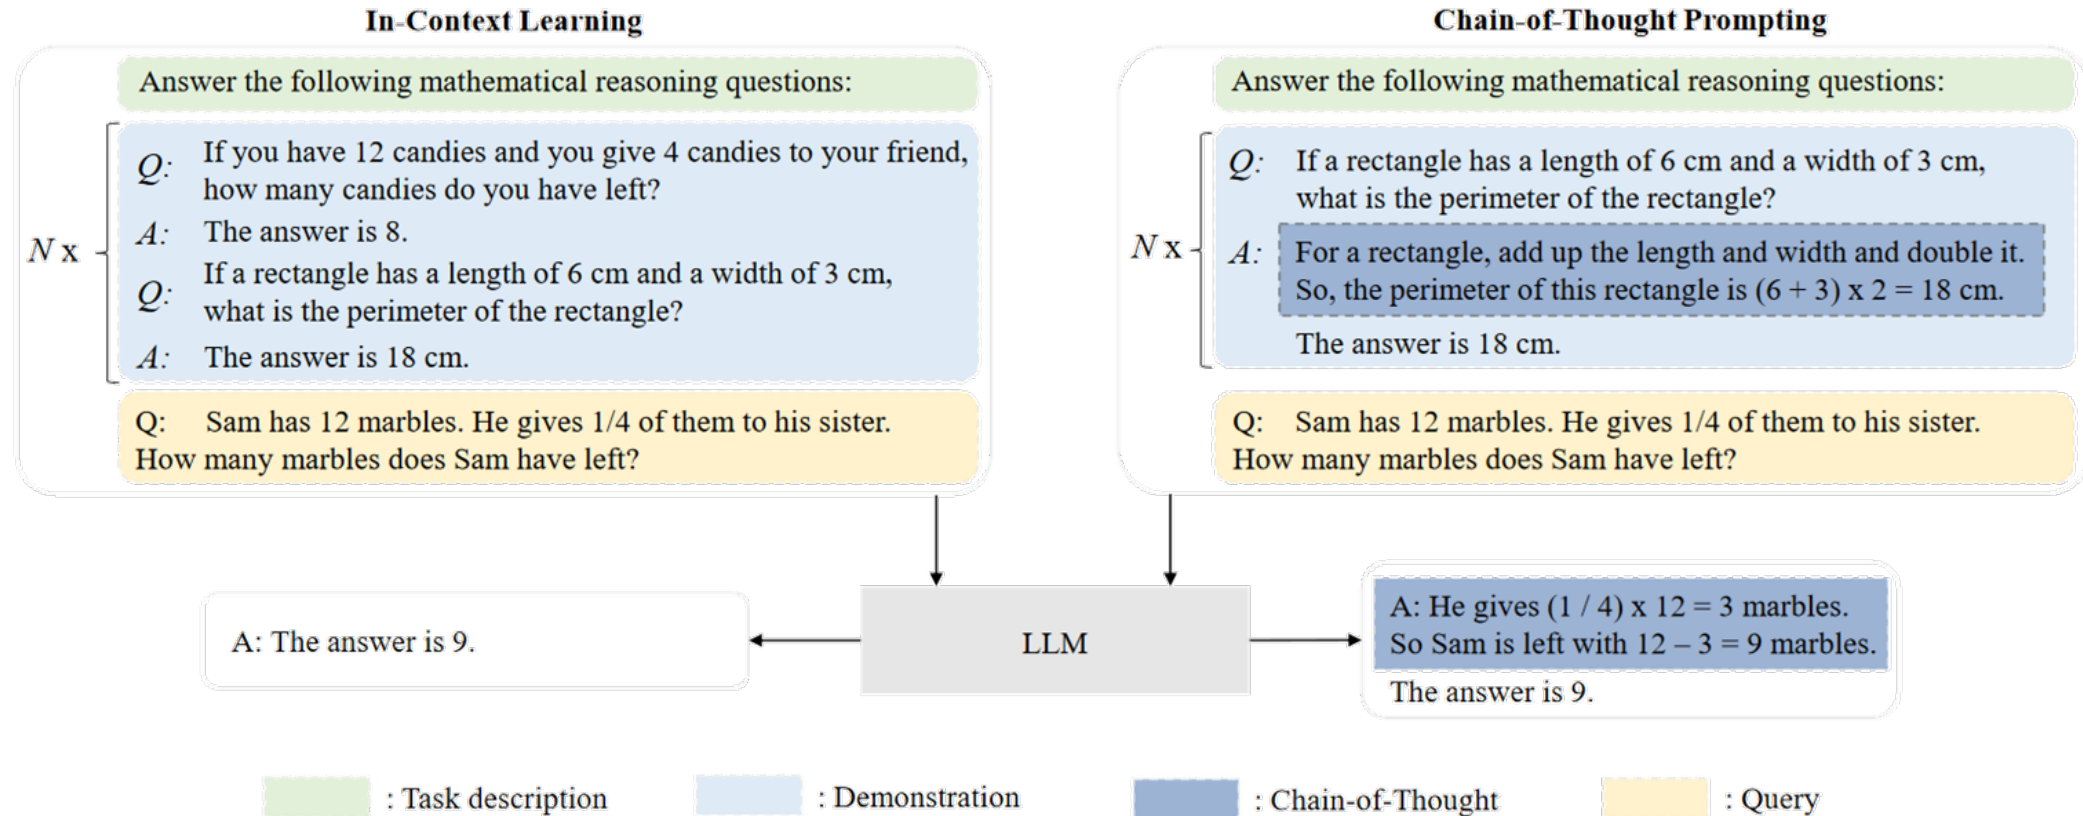 In-Context Learning
Answer the following mathematical reasoning questions:
N x
Q: If you have 12 candies and you give 4 candies to your friend,
how many candies do you have left?
A: The answer is 8.
Q: If a rectangle has a length of 6 cm and a width of 3 cm,
what is the perimeter of the rectangle?
A: The answer is 18 cm.
Q: Sam has 12 marbles. He gives 1/4 of them to his sister.
How many marbles does Sam have left?
Chain-of-Thought Prompting
Answer the following mathematical reasoning questions:
N x
Q: If a rectangle has a length of 6 cm and a width of 3 cm,
what is the perimeter of the rectangle?
A: For a rectangle, add up the length and width and double it.
So, the perimeter of this rectangle is (6 + 3) x 2 = 18 cm.
The answer is 18 cm.
Q: Sam has 12 marbles. He gives 1/4 of them to his sister.
How many marbles does Sam have left?
A: The answer is 9.
LLM
A: He gives (1 / 4) x 12 = 3 marbles.
So Sam is left with 12 – 3 = 9 marbles.
The answer is 9.
: Task description
: Demonstration
: Chain-of-Thought
: Query